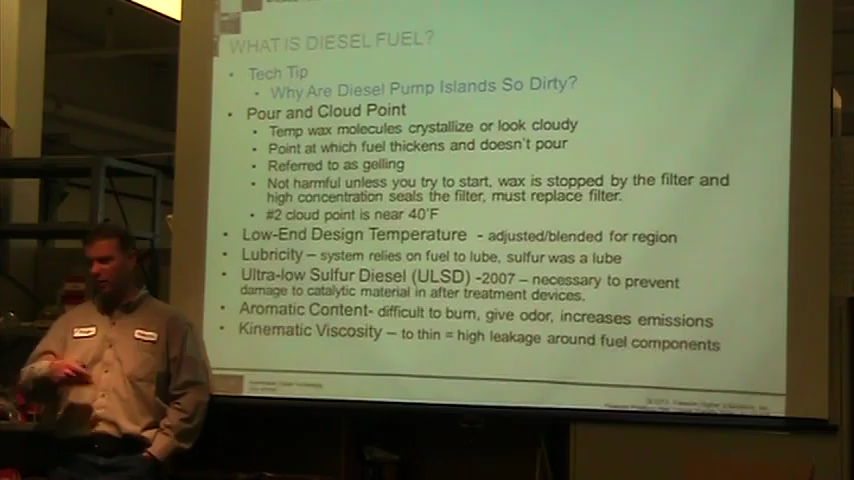 WHAT IS DIESEL FUEL?
• Tech Tip
• Why Are Diesel Pump Islands So Dirty?
• Pour and Cloud Point
• Temp wax molecules crystallize or look cloudy
• Point at which fuel thickens and doesn't pour
• Referred to as gelling
• Not harmful unless you try to start, wax is stopped by the filter and
high concentration seals the filter, must replace filter.
• #2 cloud point is near 40°F
• Low-End Design Temperature - adjusted/blended for region
• Lubricity – system relies on fuel to lube, sulfur was a lube
• Ultra-low Sulfur Diesel (ULSD) -2007 – necessary to prevent
damage to catalytic material in after treatment devices.
• Aromatic Content- difficult to burn, give odor, increases emissions
• Kinematic Viscosity – to thin = high leakage around fuel components